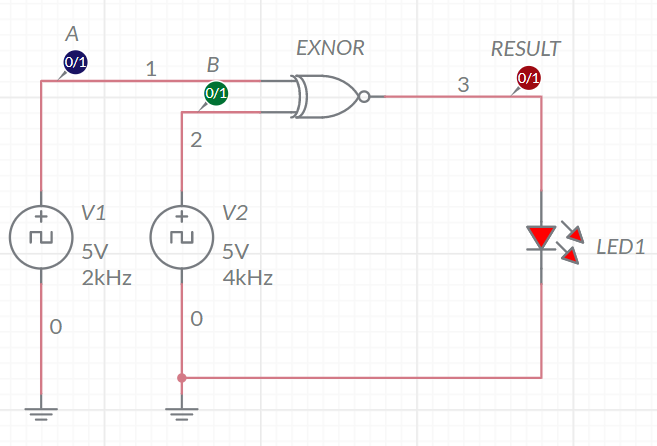 A
0/1
1
B
0/1
EXNOR
RESULT
0/1
3
2
V1
5V
2kHz
V2
5V
4kHz
LED1
0
0